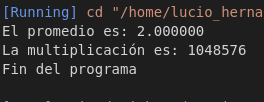 [Running] cd "/home/lucio_herna
El promedio es: 2.000000
La multiplicación es: 1048576
Fin del programa